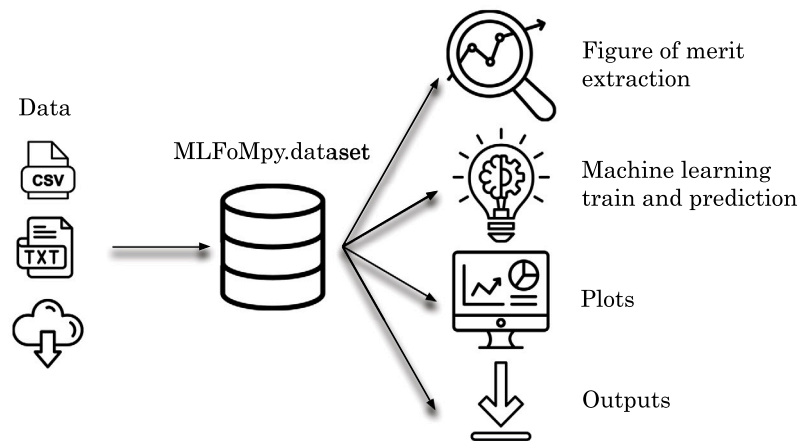 Data
CSV
TXT
MLFoMpy.dataset
Figure of merit
extraction
Machine learning
train and prediction
Plots
Outputs